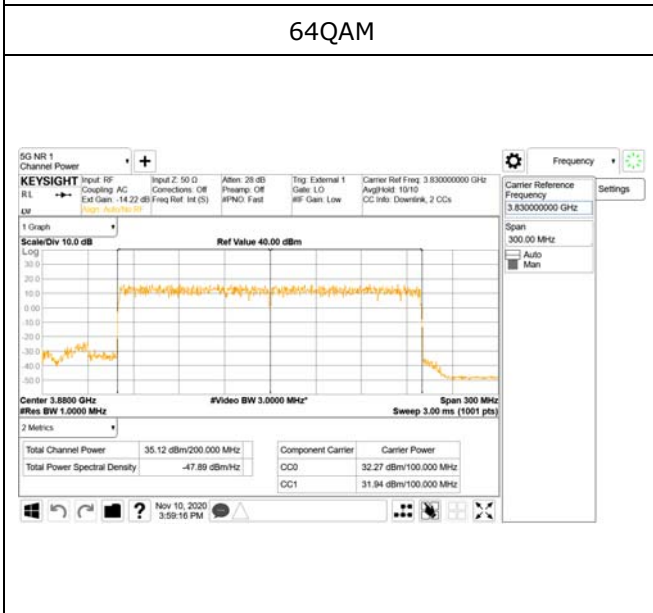 64QAM
5G NR 1
Channel Power
Frequency
KEYSIGHT Input: RF Input Z: 50 Ω Atten: 28 dB Trig: External 1 Carrier Ref Freq: 3.830000000 GHz
RL Coupling: AC Corrections: Off Preamp: Off Gate: LO Avg|Hold: 10/10
Ext Gain: -14.22 dB Freq Ref: Int (S) #PNO: Fast #IF Gain: Low CC Info: Downlink, 2 CCs
Align: Auto/No RF
Carrier Reference
Frequency
3.830000000 GHz
Settings
Span
300.00 MHz
Auto
Man
1 Graph
Scale/Div 10.0 dB Ref Value 40.00 dBm
Log
30.0
20.0
10.0
0.00
-10.0
-20.0
-30.0
-40.0
-50.0
Center 3.8800 GHz #Video BW 3.0000 MHz* Span 300 MHz
#Res BW 1.0000 MHz Sweep 3.00 ms (1001 pts)
2 Metrics
Total Channel Power 35.12 dBm/200.000 MHz
Total Power Spectral Density -47.89 dBm/Hz
Component Carrier Carrier Power
CC0 32.27 dBm/100.000 MHz
CC1 31.94 dBm/100.000 MHz
Nov 10, 2020
3:59:16 PM